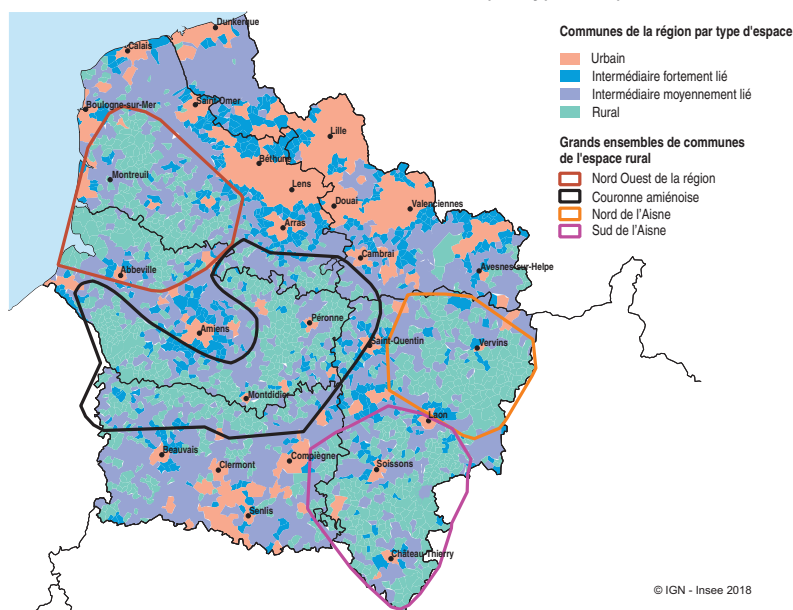 Communes de la région par type d'espace
Urbain
Intermédiaire fortement lié
Intermédiaire moyennement lié
Rural
Grands ensembles de communes
de l'espace rural
Nord Ouest de la région
Couronne amiénoise
Nord de l'Aisne
Sud de l'Aisne
Dunkerque
Calais
Boulogne-sur-Mer
Saint-Omer
Lille
Béthune
Montreuil
Lens
Douai
Valenciennes
Arras
Cambrai
Avesnes-sur-Helpe
Abbeville
Péronne
Amiens
Saint-Quentin
Vervins
Montdidier
Laon
Beauvais
Compiègne
Clermont
Soissons
Senlis
Château-Thierry
© IGN - Insee 2018